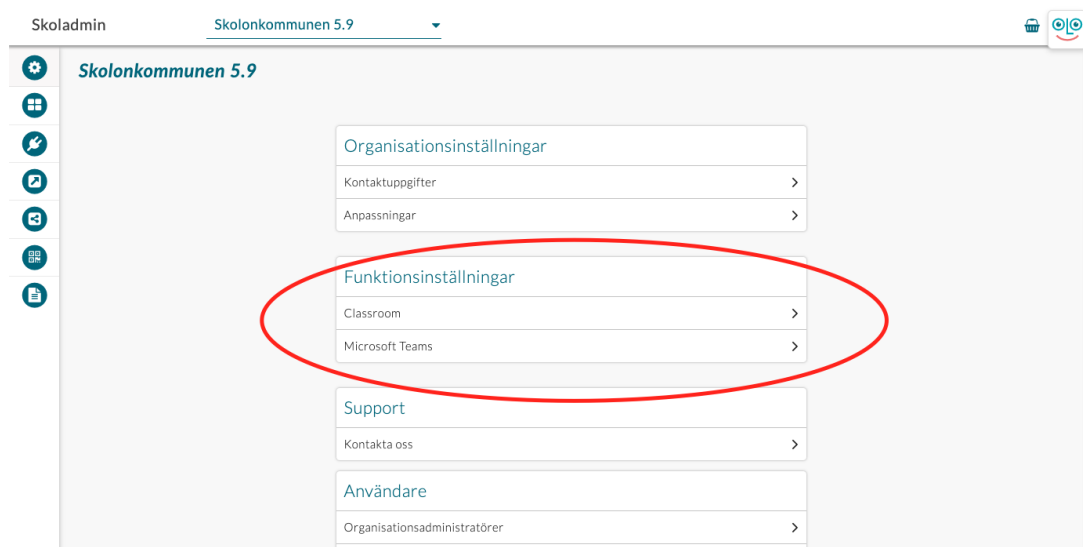 Skoladmin
Skolonkommunen 5.9
Skolonkommunen 5.9
Organisationsinställningar
Kontaktuppgifter
Anpassningar
Funktionsinställningar
Classroom
Microsoft Teams
Support
Kontakta oss
Användare
Organisationsadministratörer